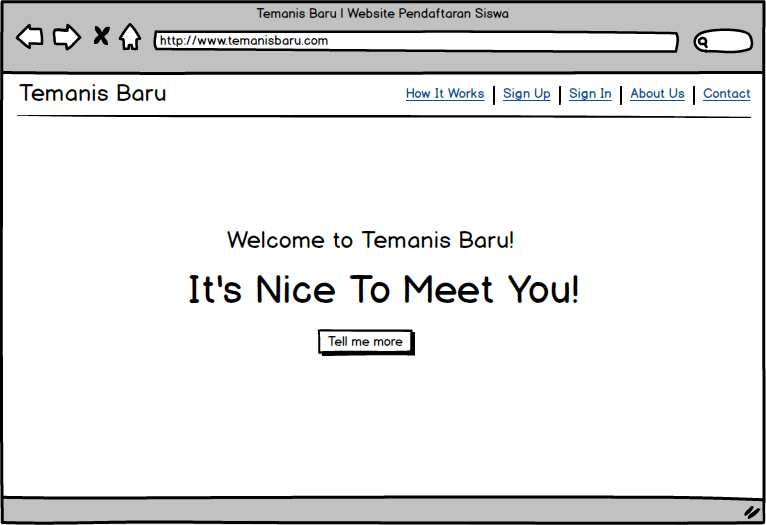 Temanis Baru | Website Pendaftaran Siswa
http://www.temanisbaru.com
Temanis Baru
How It Works | Sign Up | Sign In | About Us | Contact
Welcome to Temanis Baru!
It's Nice To Meet You!
Tell me more